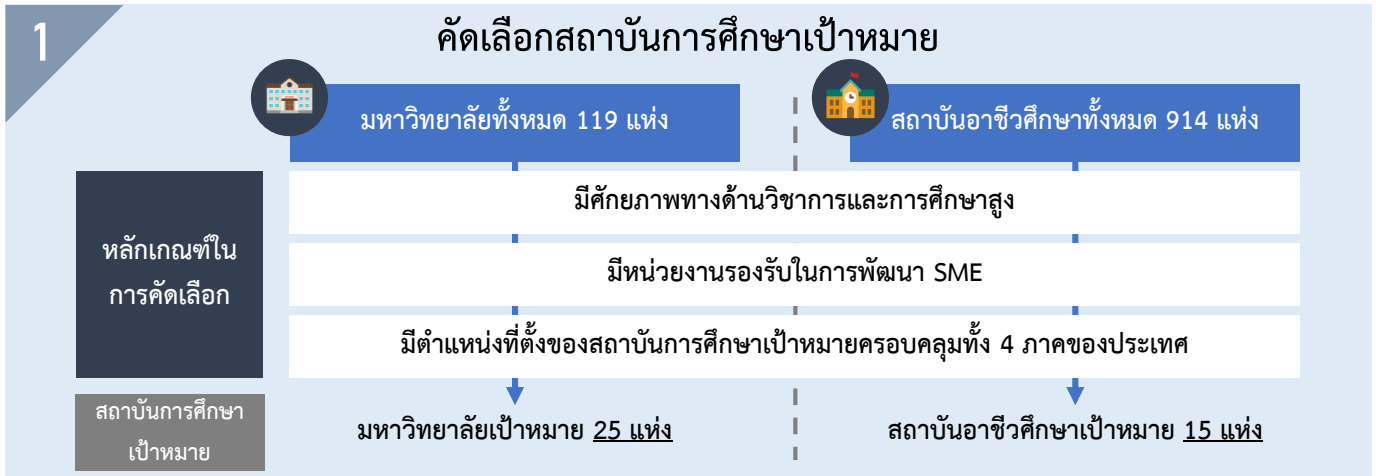 1
คัดเลือกสถาบันการศึกษาเป้าหมาย
มหาวิทยาลัยทั้งหมด 119 แห่ง
สถาบันอาชีวศึกษาทั้งหมด 914 แห่ง
หลักเกณฑ์ใน
การคัดเลือก
มีศักยภาพทางด้านวิชาการและการศึกษาสูง
มีหน่วยงานรองรับในการพัฒนา SME
มีตำแหน่งที่ตั้งของสถาบันการศึกษาเป้าหมายครอบคลุมทั้ง 4 ภาคของประเทศ
สถาบันการศึกษา
เป้าหมาย
มหาวิทยาลัยเป้าหมาย 25 แห่ง
สถาบันอาชีวศึกษาเป้าหมาย 15 แห่ง